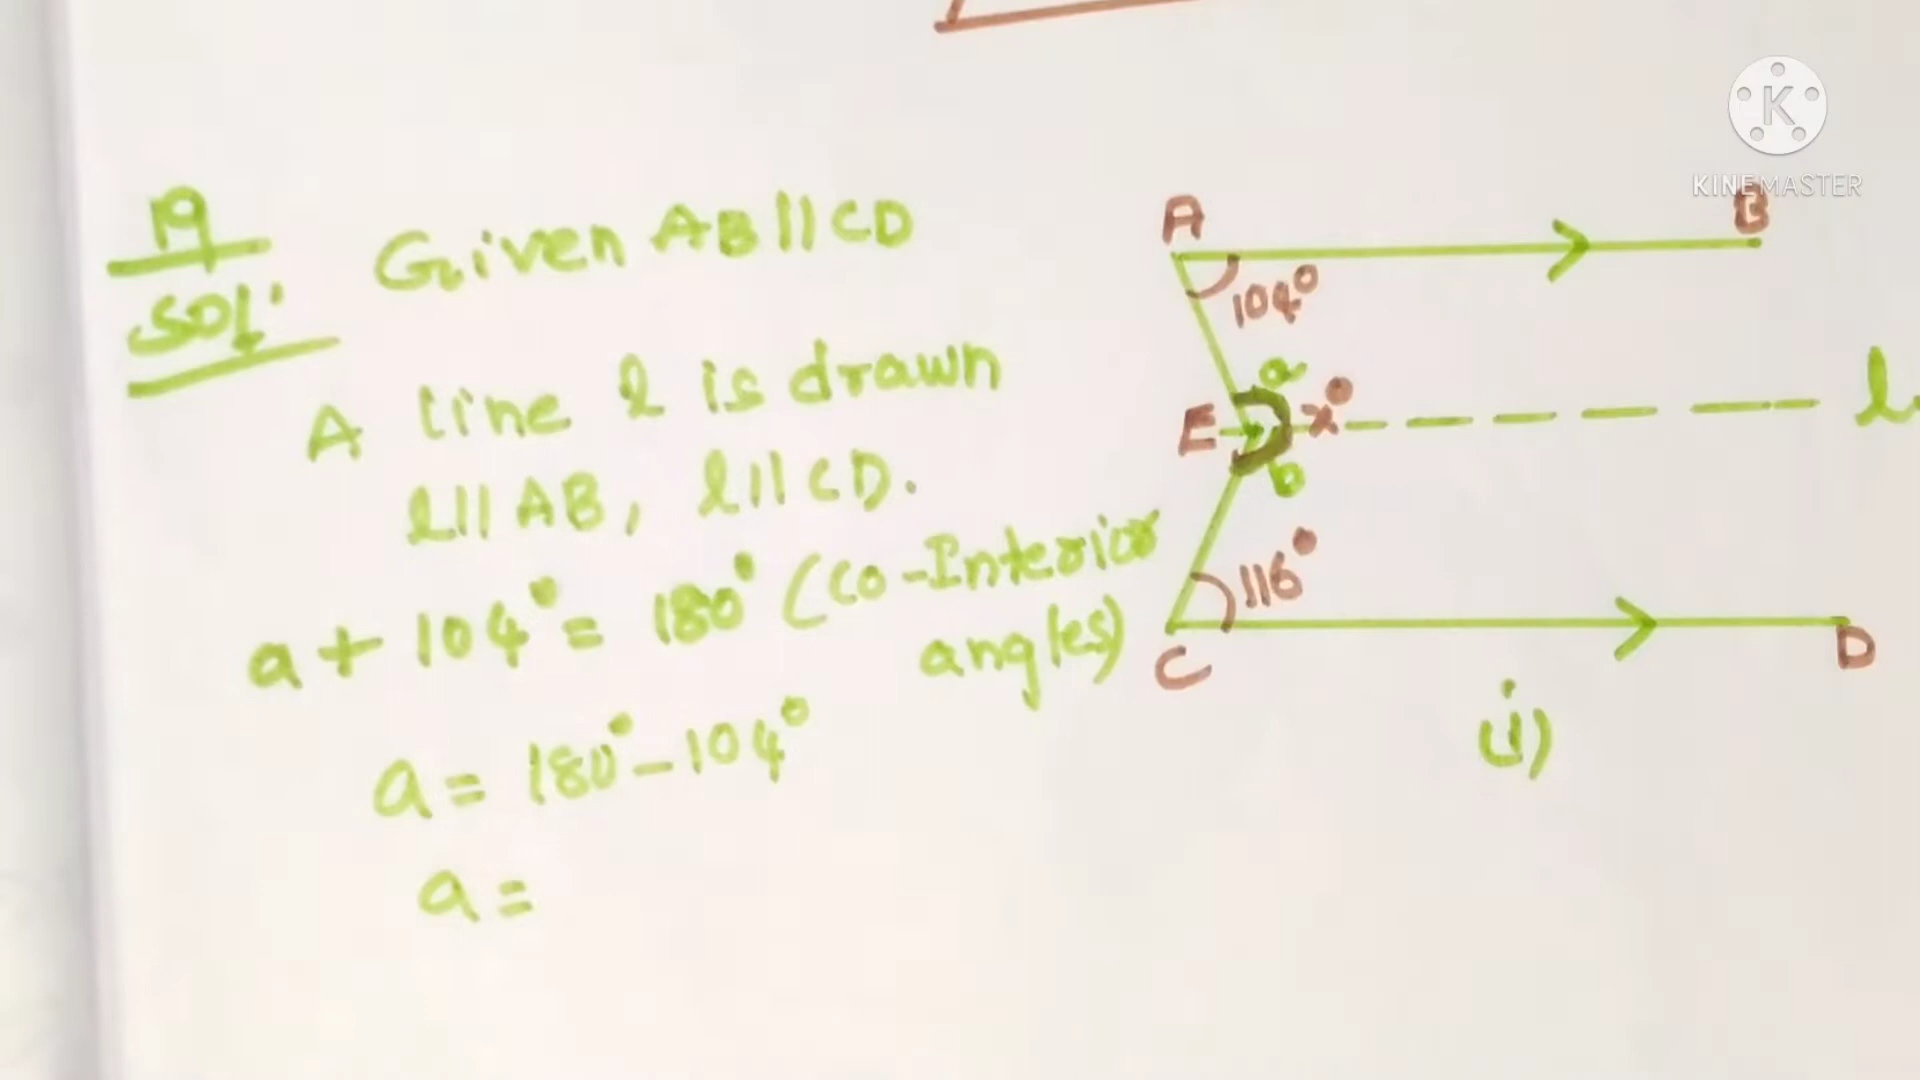 KINEMASTER
19
Sol:
Given AB||CD
A line l is drawn
l||AB, l||CD.
a + 104° = 180° (Co-Interior
angles)
a = 180° - 104°
a =
A
B
104°
a
E
x°
l
b
116°
C
D
(i)